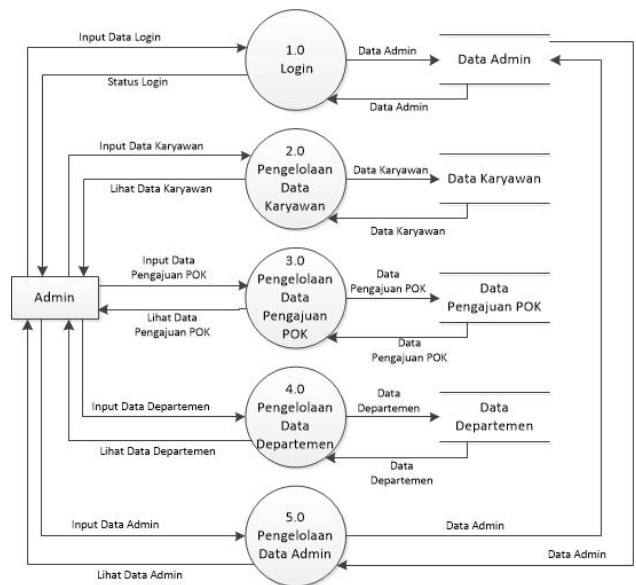 Input Data Login
Status Login
1.0
Login
Data Admin
Data Admin
Data Admin
Input Data Karyawan
Lihat Data Karyawan
2.0
Pengelolaan
Data
Karyawan
Data Karyawan
Data Karyawan
Data Karyawan
Admin
Input Data
Pengajuan POK
Lihat Data
Pengajuan POK
3.0
Pengelolaan
Data
Pengajuan
POK
Data
Pengajuan POK
Data
Pengajuan POK
Data
Pengajuan POK
Input Data Departemen
Lihat Data Departemen
4.0
Pengelolaan
Data
Departemen
Data
Departemen
Data
Departemen
Data
Departemen
Input Data Admin
Lihat Data Admin
5.0
Pengelolaan
Data Admin
Data Admin
Data Admin